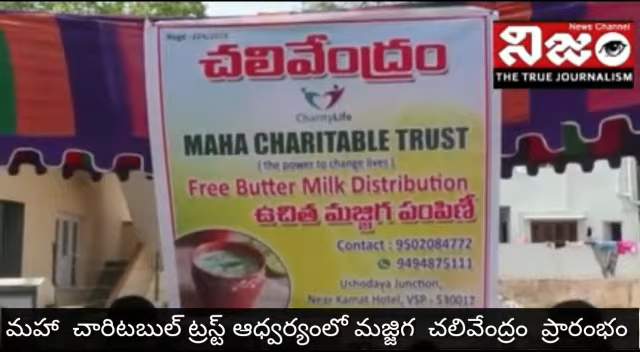 చలివేంద్రం
CharityLife
MAHA CHARITABLE TRUST
( the power to change lives )
Free Butter Milk Distribution
ఉచిత మజ్జిగ పంపిణీ
Contact : 9502084772
9494875111
Ushodaya Junction,
Near Kamat Hotel, VSP - 530017
News Channel
నిజం
THE TRUE JOURNALISM
మహా చారిటబుల్ ట్రస్ట్ ఆధ్వర్యంలో మజ్జిగ చలివేంద్రం ప్రారంభం